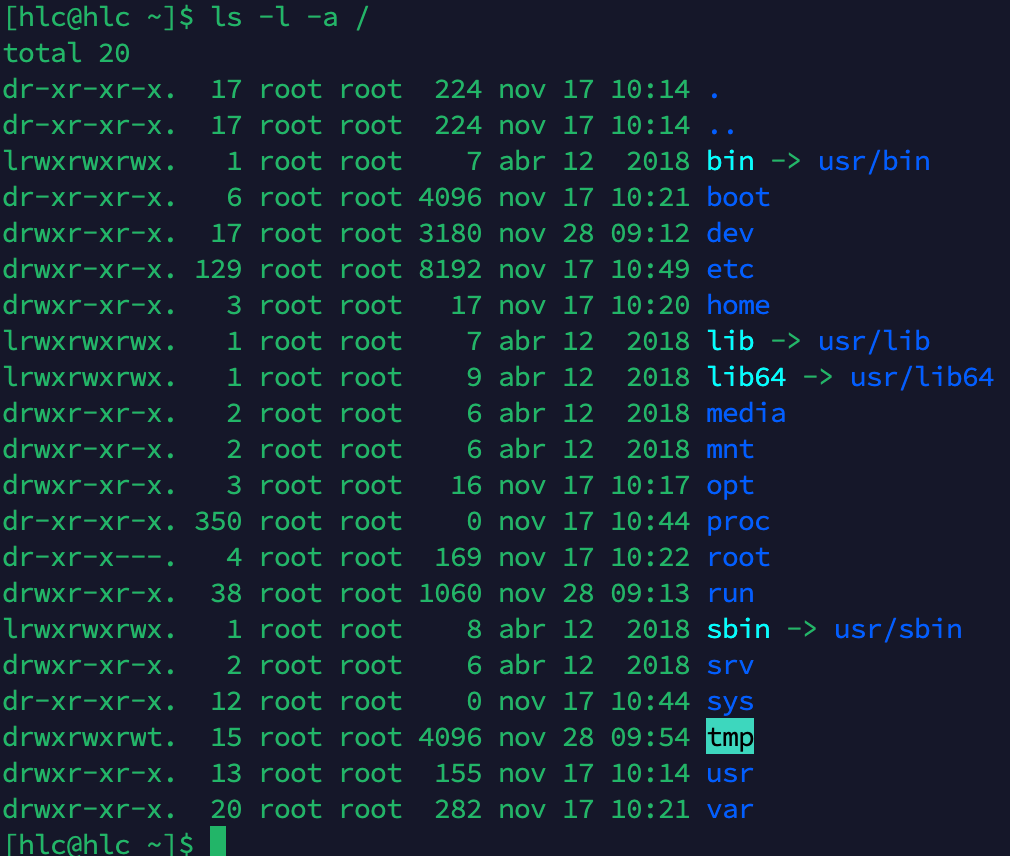 [hlc@hlc ~]$ ls -l -a /
total 20
dr-xr-xr-x.  17 root root  224 nov 17 10:14 .
dr-xr-xr-x.  17 root root  224 nov 17 10:14 ..
lrwxrwxrwx.   1 root root    7 abr 12  2018 bin -> usr/bin
dr-xr-xr-x.   6 root root 4096 nov 17 10:21 boot
drwxr-xr-x.  17 root root 3180 nov 28 09:12 dev
drwxr-xr-x. 129 root root 8192 nov 17 10:49 etc
drwxr-xr-x.   3 root root   17 nov 17 10:20 home
lrwxrwxrwx.   1 root root    7 abr 12  2018 lib -> usr/lib
lrwxrwxrwx.   1 root root    9 abr 12  2018 lib64 -> usr/lib64
drwxr-xr-x.   2 root root    6 abr 12  2018 media
drwxr-xr-x.   2 root root    6 abr 12  2018 mnt
drwxr-xr-x.   3 root root   16 nov 17 10:17 opt
dr-xr-xr-x. 350 root root    0 nov 17 10:44 proc
dr-xr-x---.   4 root root  169 nov 17 10:22 root
drwxr-xr-x.  38 root root 1060 nov 28 09:13 run
lrwxrwxrwx.   1 root root    8 abr 12  2018 sbin -> usr/sbin
drwxr-xr-x.   2 root root    6 abr 12  2018 srv
dr-xr-xr-x.  12 root root    0 nov 17 10:44 sys
drwxrwxrwt.  15 root root 4096 nov 28 09:54 tmp
drwxr-xr-x.  13 root root  155 nov 17 10:14 usr
drwxr-xr-x.  20 root root  282 nov 17 10:21 var
[hlc@hlc ~]$